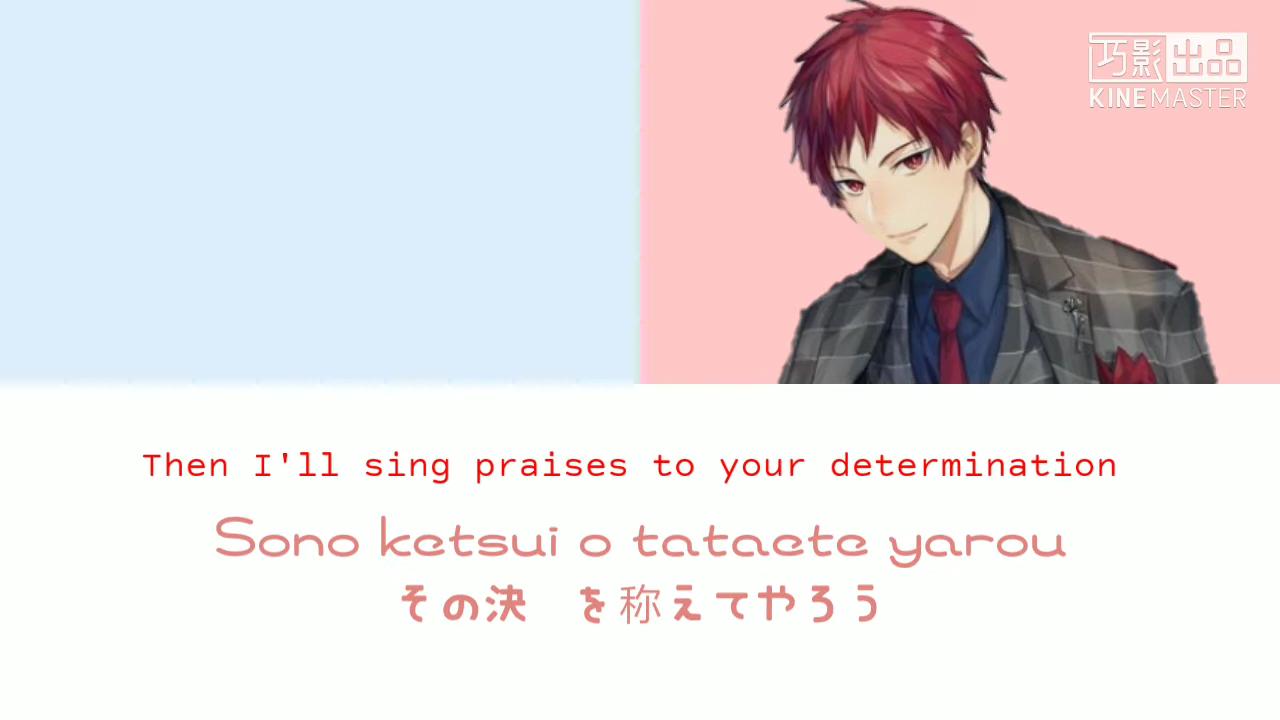 巧影出品
KINEMASTER
Then I'll sing praises to your determination
Sono ketsui o tataete yarou
その決 を称えてやろう